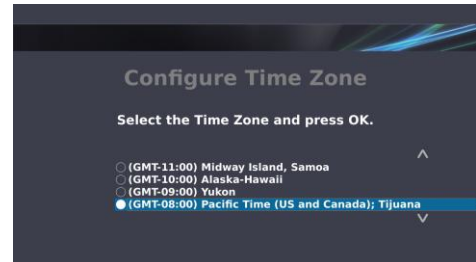 Configure Time Zone
Select the Time Zone and press OK.
(GMT-11:00) Midway Island, Samoa
(GMT-10:00) Alaska-Hawaii
(GMT-09:00) Yukon
(GMT-08:00) Pacific Time (US and Canada); Tijuana